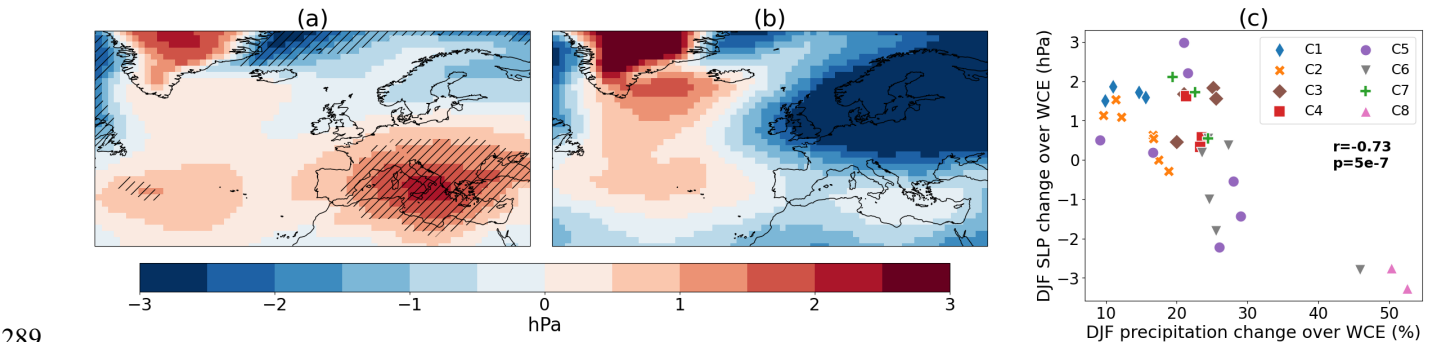 (a)
(b)
−3 −2 −1 0 1 2 3
hPa
289
(c)
DJF SLP change over WCE (hPa)
3
2
1
0
−1
−2
−3
C1 C5
C2 C6
C3 C7
C4 C8
r=-0.73
p=5e-7
10 20 30 40 50
DJF precipitation change over WCE (%)